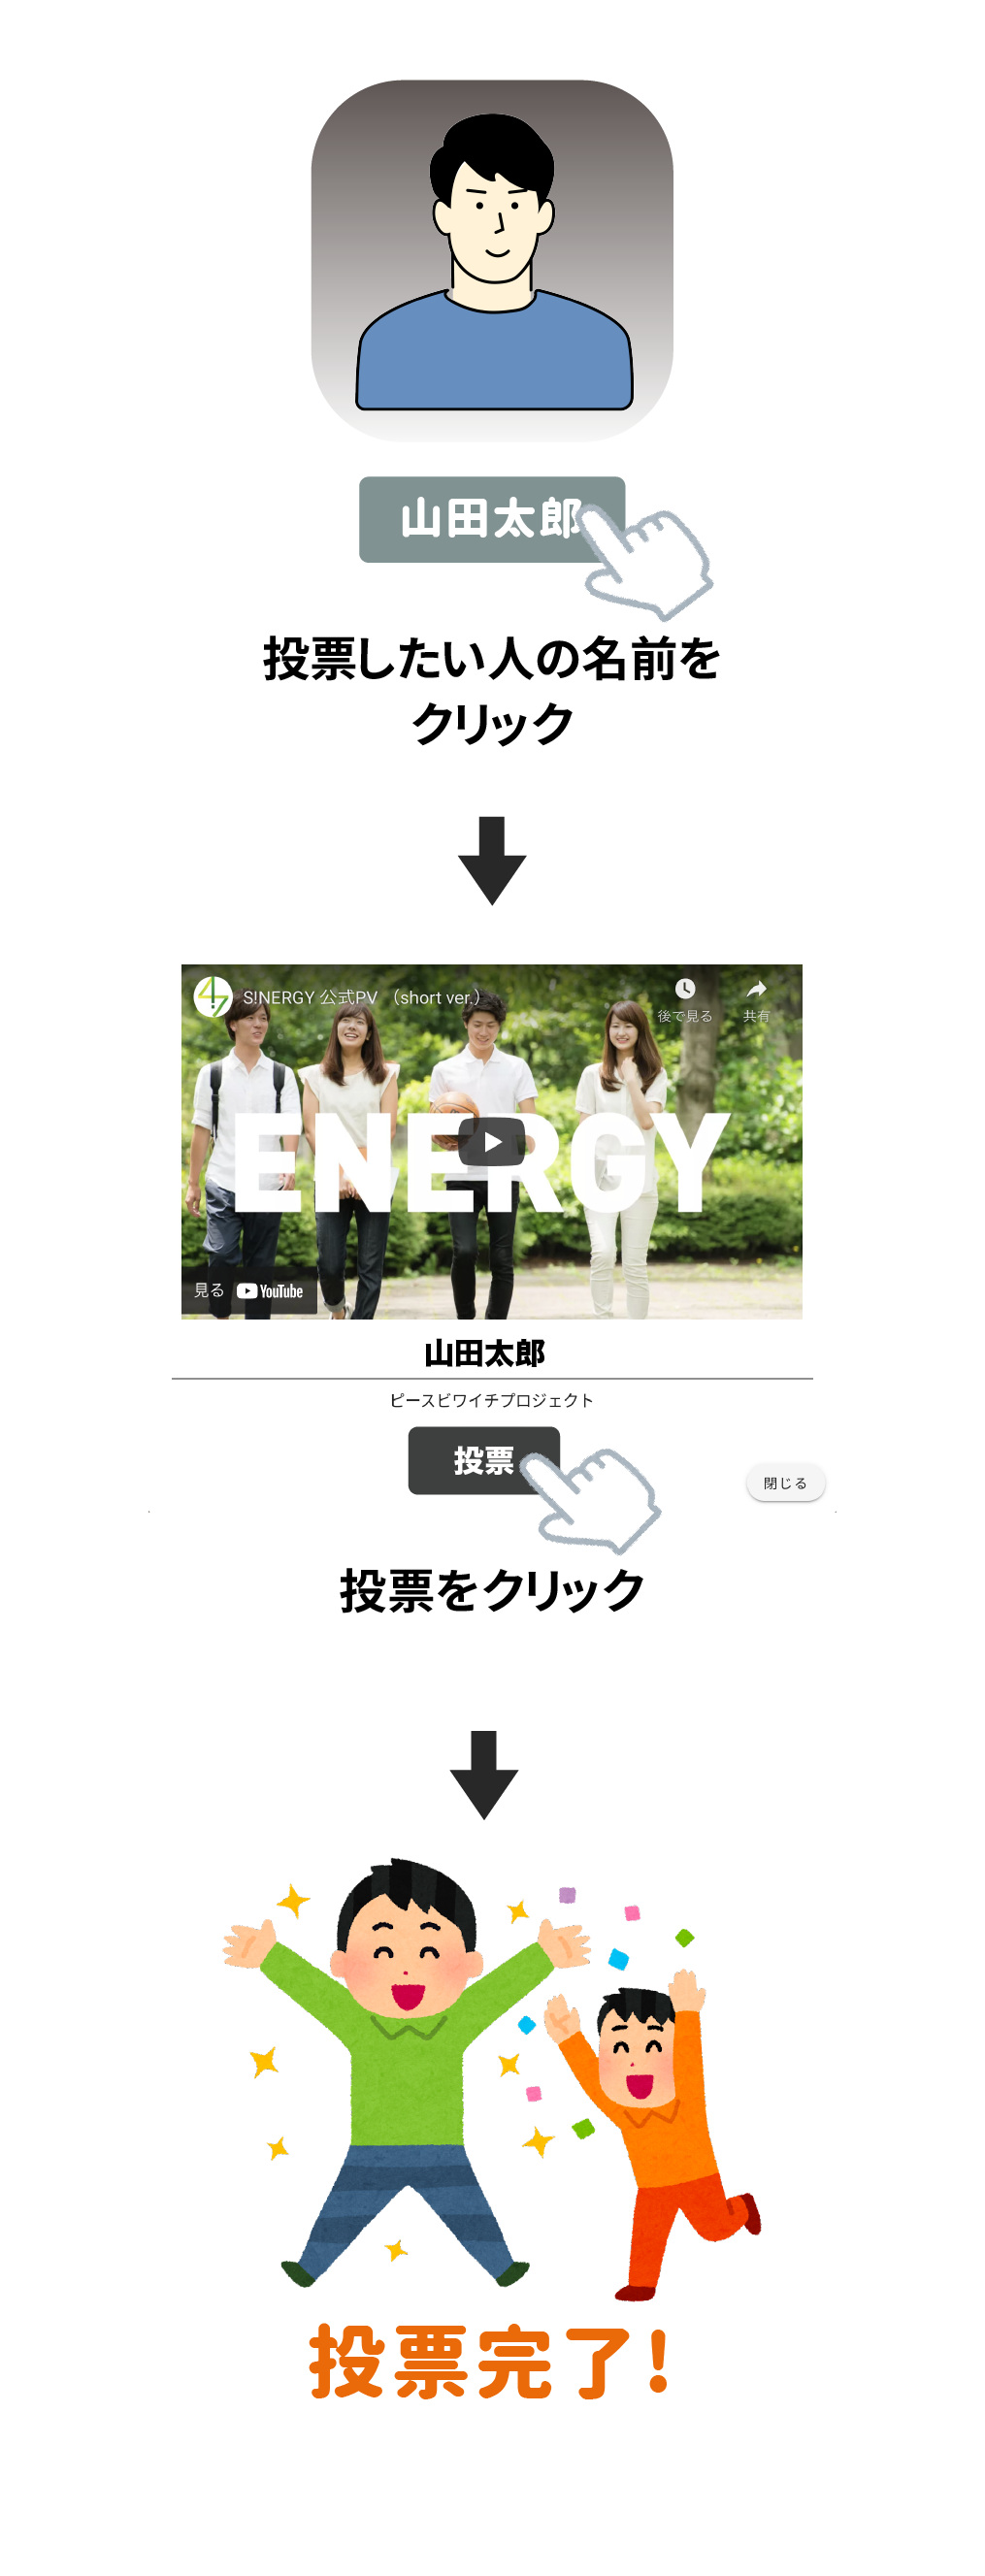 山田太郎
投票したい人の名前を
クリック
S!NERGY 公式PV （short ver.）
後で見る 共有
ENERGY
見る YouTube
山田太郎
ピースビワイチプロジェクト
投票
閉じる
投票をクリック
投票完了!